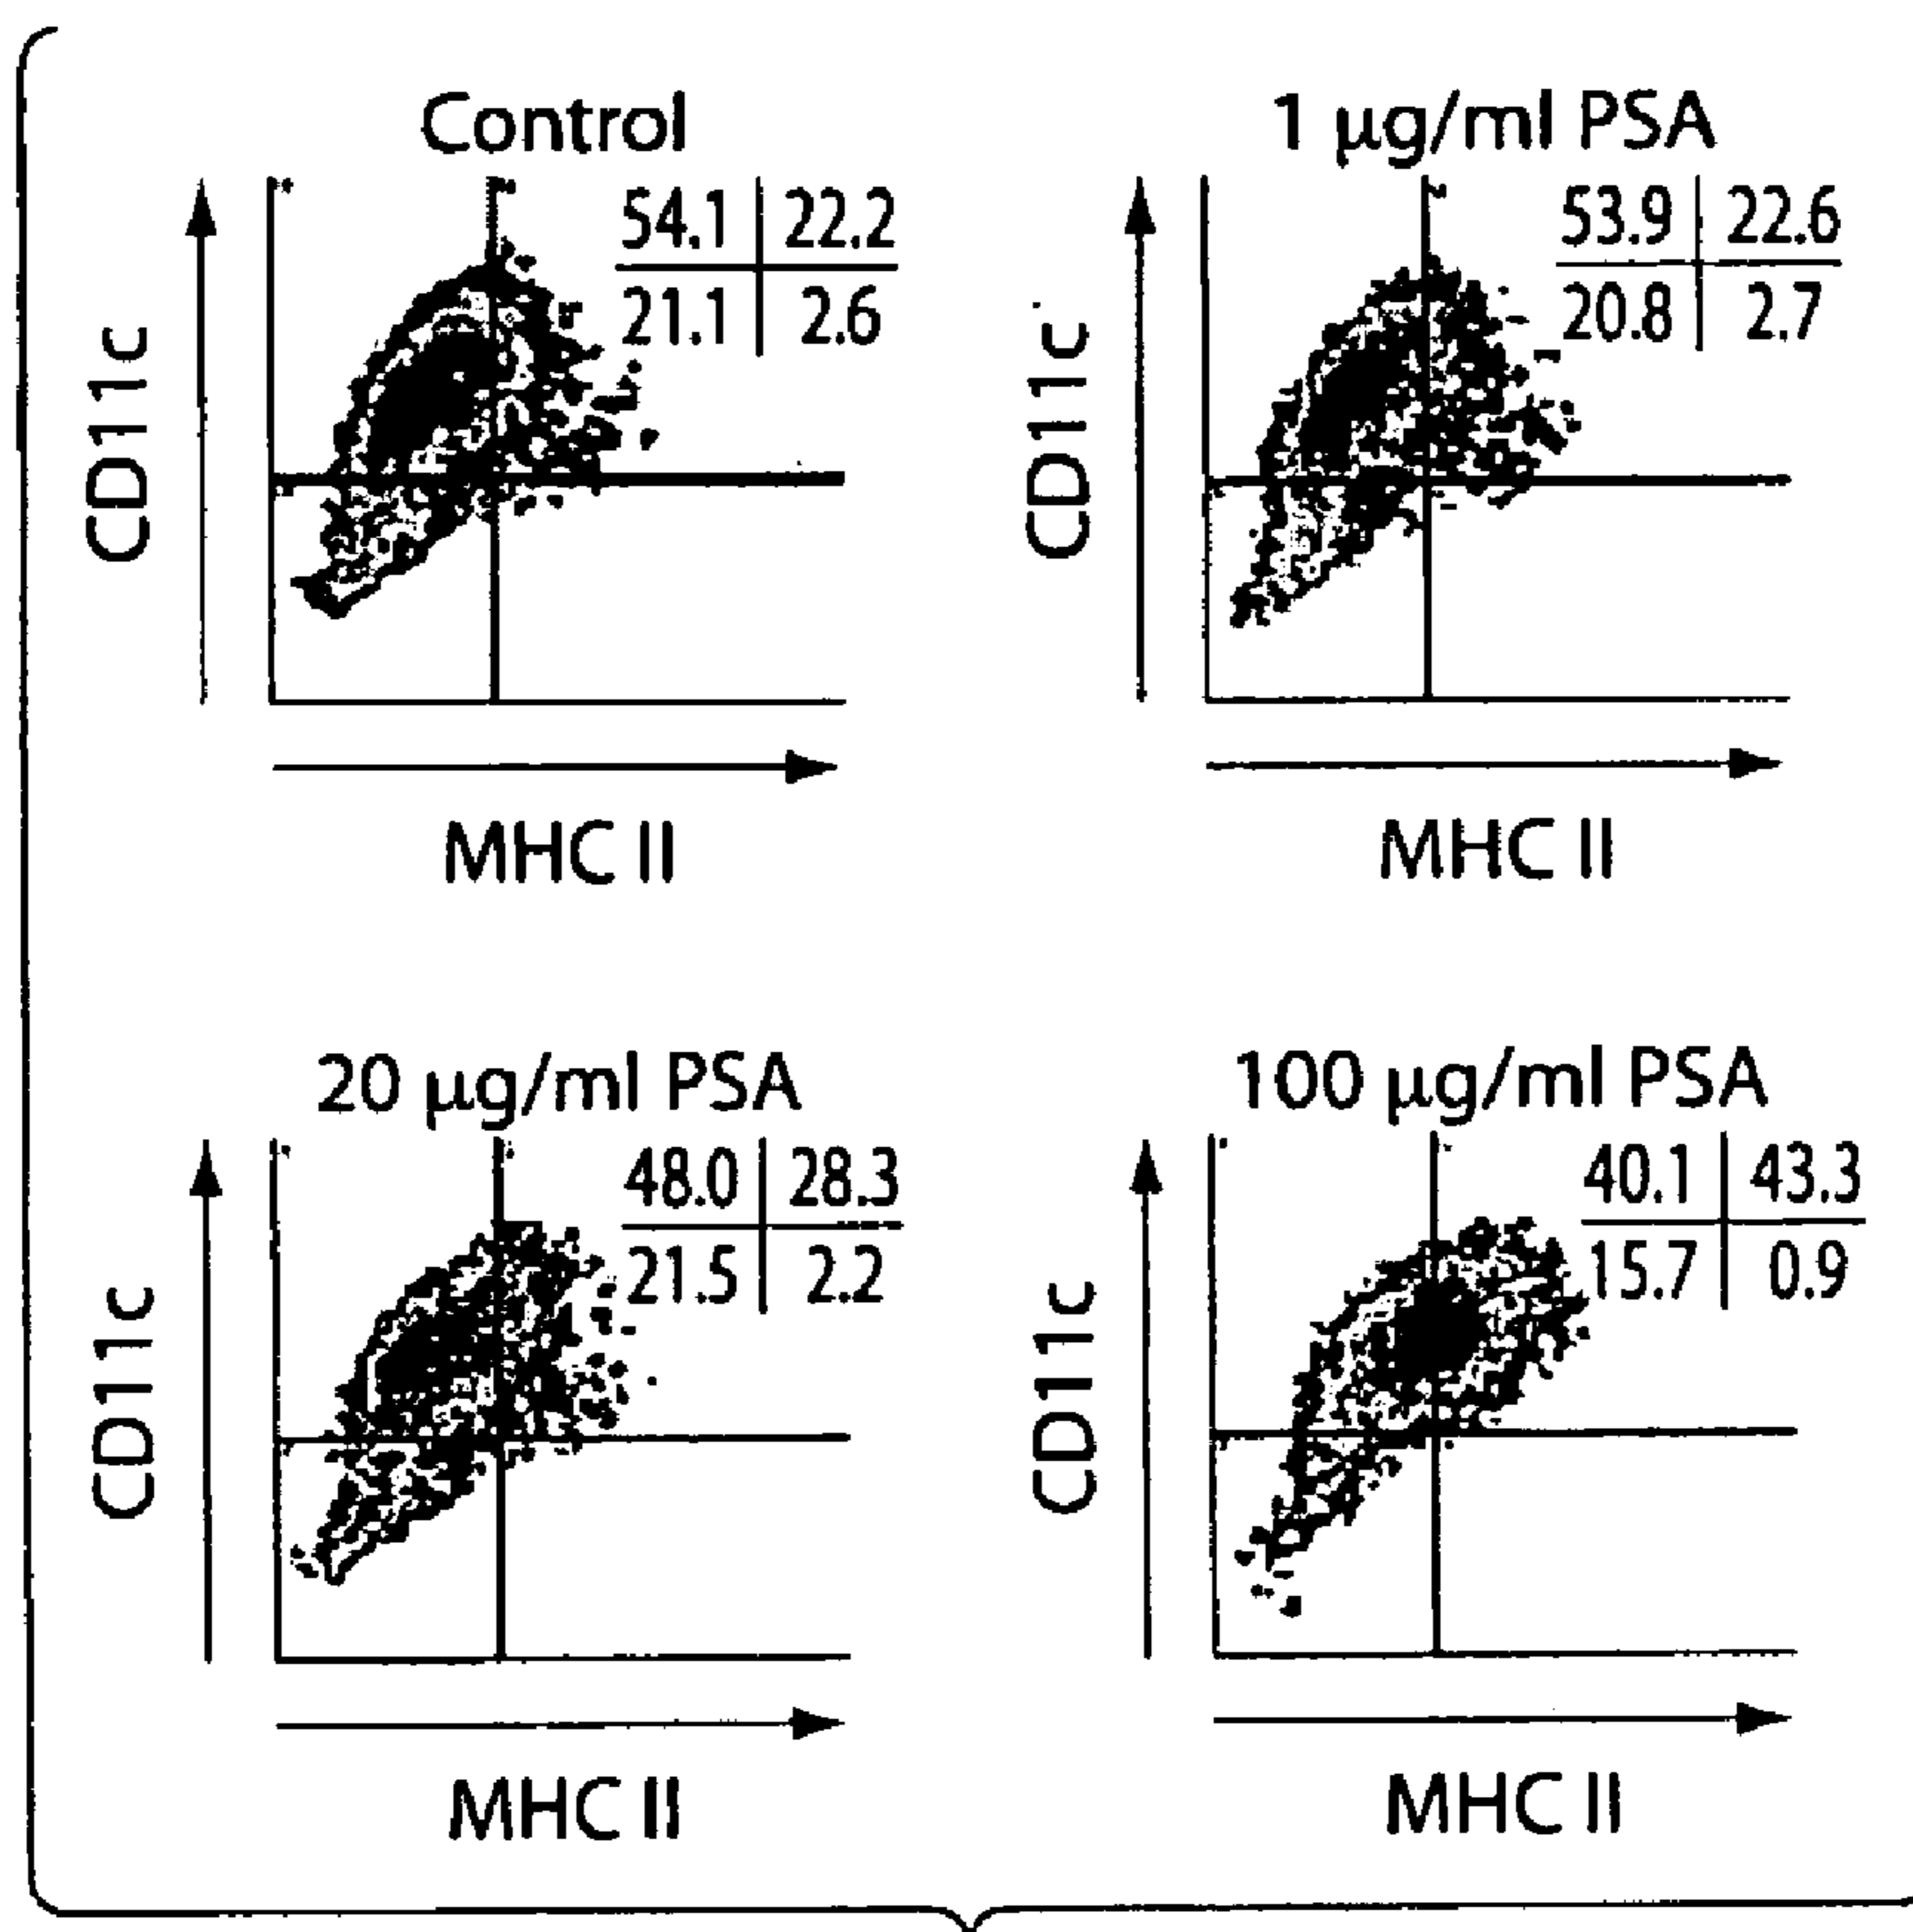 Control
54.1 22.2
21.1 2.6
CD11c
MHC II
1 µg/ml PSA
53.9 22.6
20.8 2.7
CD11c
MHC II
20 µg/ml PSA
48.0 28.3
21.5 2.2
CD11c
MHC II
100 µg/ml PSA
40.1 43.3
15.7 0.9
CD11c
MHC II